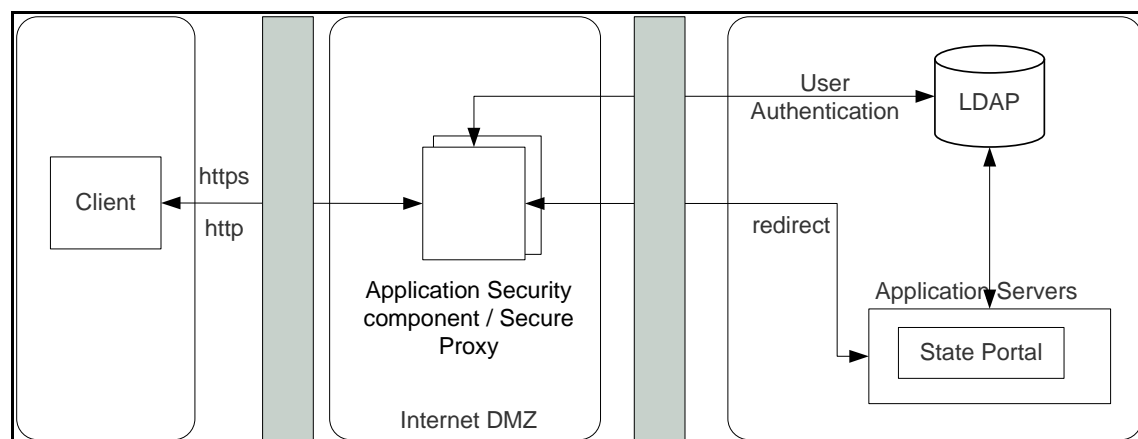 Client
https
http
Application Security
component / Secure
Proxy
Internet DMZ
User
Authentication
LDAP
redirect
Application Servers
State Portal